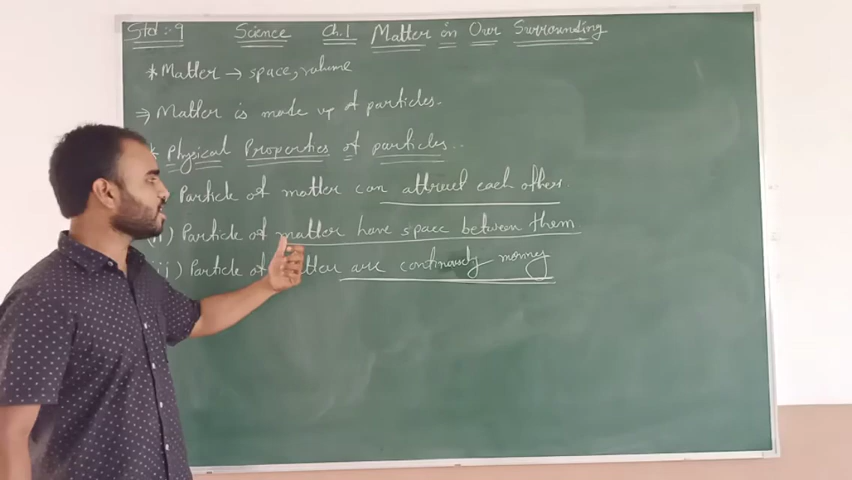 Std :- 9 Science Ch.1 Matter in Our Surrounding
* Matter → space, volume
⇒ Matter is made up of particles.
* Physical Properties of particles..
Particle of matter can attract each other.
(ii) Particle of matter have space between them
Particle of matter are continuously moving